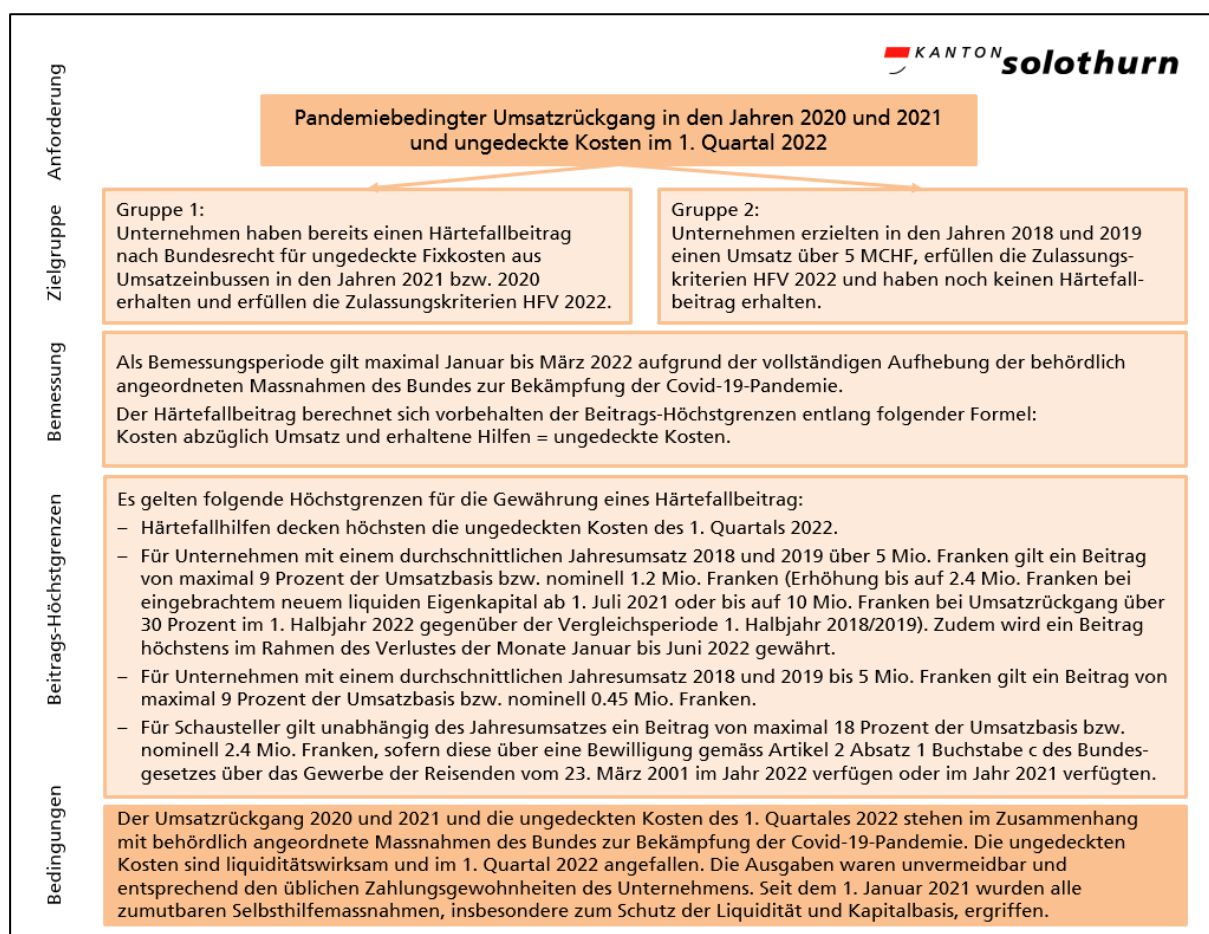 KANTON solothurn
Anforderung
Pandemiebedingter Umsatzrückgang in den Jahren 2020 und 2021
und ungedeckte Kosten im 1. Quartal 2022
Zielgruppe
Gruppe 1:
Unternehmen haben bereits einen Härtefallbeitrag
nach Bundesrecht für ungedeckte Fixkosten aus
Umsatzeinbussen in den Jahren 2021 bzw. 2020
erhalten und erfüllen die Zulassungskriterien HFV 2022.
Gruppe 2:
Unternehmen erzielten in den Jahren 2018 und 2019
einen Umsatz über 5 MCHF, erfüllen die Zulassungs-
kriterien HFV 2022 und haben noch keinen Härtefall-
beitrag erhalten.
Bemessung
Als Bemessungsperiode gilt maximal Januar bis März 2022 aufgrund der vollständigen Aufhebung der behördlich
angeordneten Massnahmen des Bundes zur Bekämpfung der Covid-19-Pandemie.
Der Härtefallbeitrag berechnet sich vorbehalten der Beitrags-Höchstgrenzen entlang folgender Formel:
Kosten abzüglich Umsatz und erhaltene Hilfen = ungedeckte Kosten.
Beitrags-Höchstgrenzen
Es gelten folgende Höchstgrenzen für die Gewährung eines Härtefallbeitrag:
– Härtefallhilfen decken höchsten die ungedeckten Kosten des 1. Quartals 2022.
– Für Unternehmen mit einem durchschnittlichen Jahresumsatz 2018 und 2019 über 5 Mio. Franken gilt ein Beitrag
von maximal 9 Prozent der Umsatzbasis bzw. nominell 1.2 Mio. Franken (Erhöhung bis auf 2.4 Mio. Franken bei
eingebrachtem neuem liquiden Eigenkapital ab 1. Juli 2021 oder bis auf 10 Mio. Franken bei Umsatzrückgang über
30 Prozent im 1. Halbjahr 2022 gegenüber der Vergleichsperiode 1. Halbjahr 2018/2019). Zudem wird ein Beitrag
höchstens im Rahmen des Verlustes der Monate Januar bis Juni 2022 gewährt.
– Für Unternehmen mit einem durchschnittlichen Jahresumsatz 2018 und 2019 bis 5 Mio. Franken gilt ein Beitrag von
maximal 9 Prozent der Umsatzbasis bzw. nominell 0.45 Mio. Franken.
– Für Schausteller gilt unabhängig des Jahresumsatzes ein Beitrag von maximal 18 Prozent der Umsatzbasis bzw.
nominell 2.4 Mio. Franken, sofern diese über eine Bewilligung gemäss Artikel 2 Absatz 1 Buchstabe c des Bundes-
gesetzes über das Gewerbe der Reisenden vom 23. März 2001 im Jahr 2022 verfügen oder im Jahr 2021 verfügten.
Bedingungen
Der Umsatzrückgang 2020 und 2021 und die ungedeckten Kosten des 1. Quartales 2022 stehen im Zusammenhang
mit behördlich angeordnete Massnahmen des Bundes zur Bekämpfung der Covid-19-Pandemie. Die ungedeckten
Kosten sind liquiditätswirksam und im 1. Quartal 2022 angefallen. Die Ausgaben waren unvermeidbar und
entsprechend den üblichen Zahlungsgewohnheiten des Unternehmens. Seit dem 1. Januar 2021 wurden alle
zumutbaren Selbsthilfemassnahmen, insbesondere zum Schutz der Liquidität und Kapitalbasis, ergriffen.